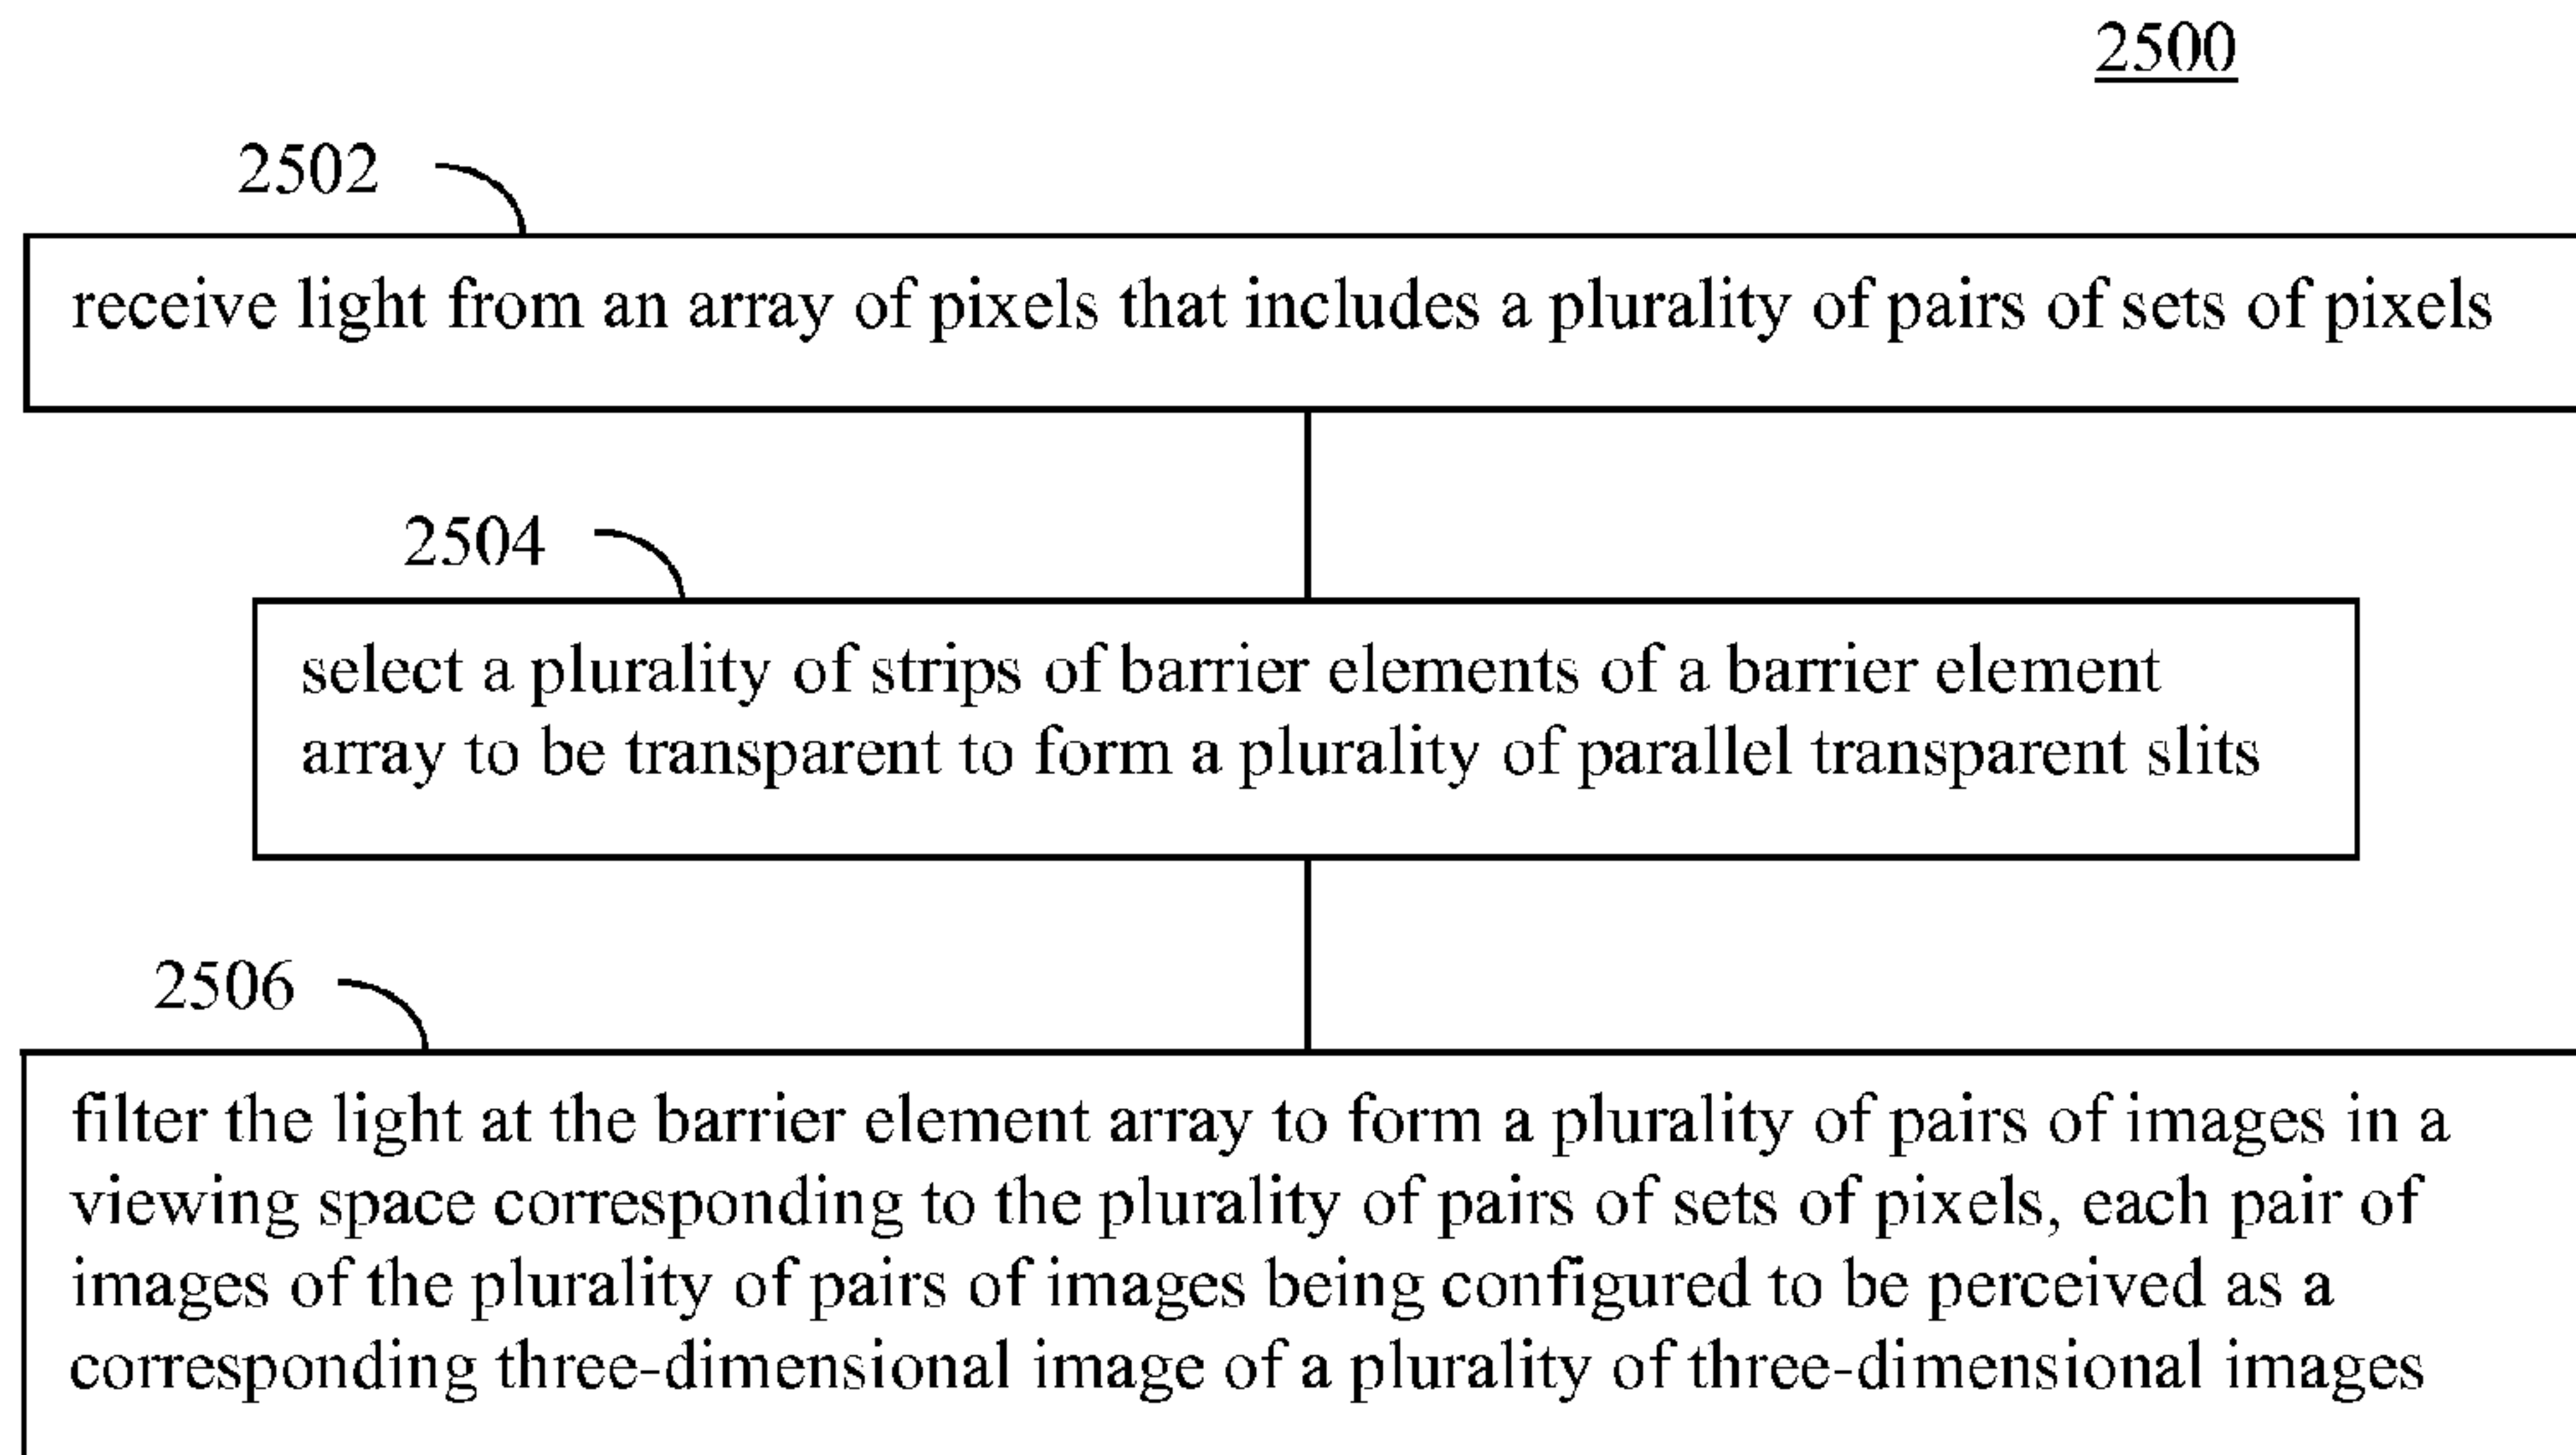 2500
2502
receive light from an array of pixels that includes a plurality of pairs of sets of pixels
2504
select a plurality of strips of barrier elements of a barrier element
array to be transparent to form a plurality of parallel transparent slits
2506
filter the light at the barrier element array to form a plurality of pairs of images in a
viewing space corresponding to the plurality of pairs of sets of pixels, each pair of
images of the plurality of pairs of images being configured to be perceived as a
corresponding three-dimensional image of a plurality of three-dimensional images